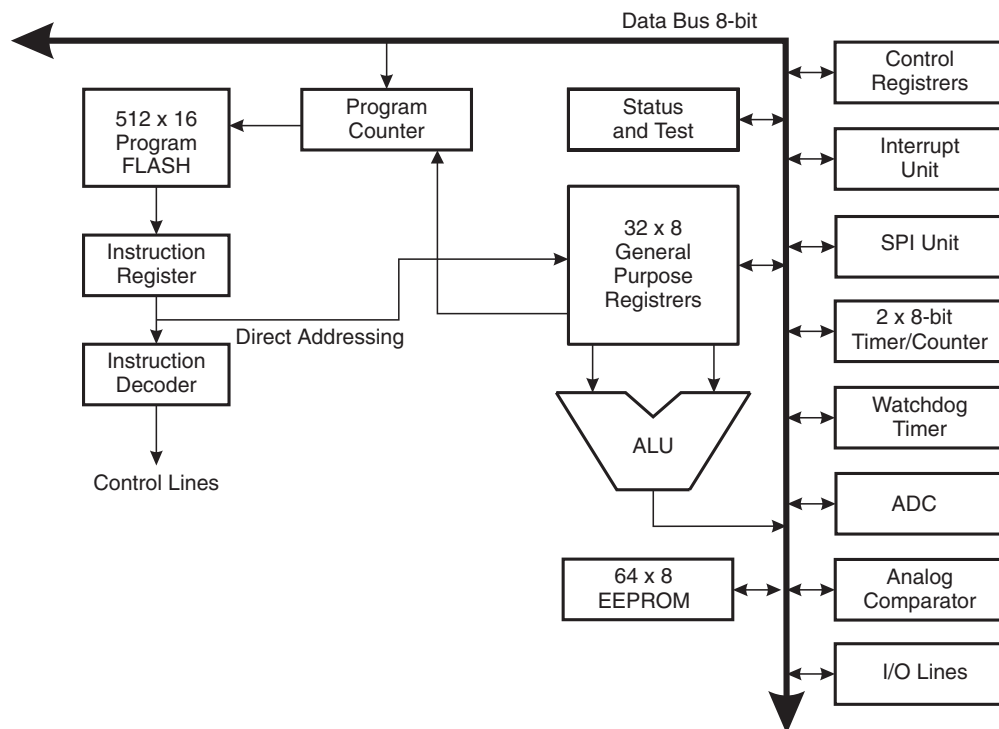 Data Bus 8-bit
512 x 16
Program
FLASH
Program
Counter
Status
and Test
Control
Registrers
Interrupt
Unit
32 x 8
General
Purpose
Registrers
SPI Unit
Instruction
Register
Direct Addressing
2 x 8-bit
Timer/Counter
Instruction
Decoder
Watchdog
Timer
ALU
Control Lines
ADC
64 x 8
EEPROM
Analog
Comparator
I/O Lines